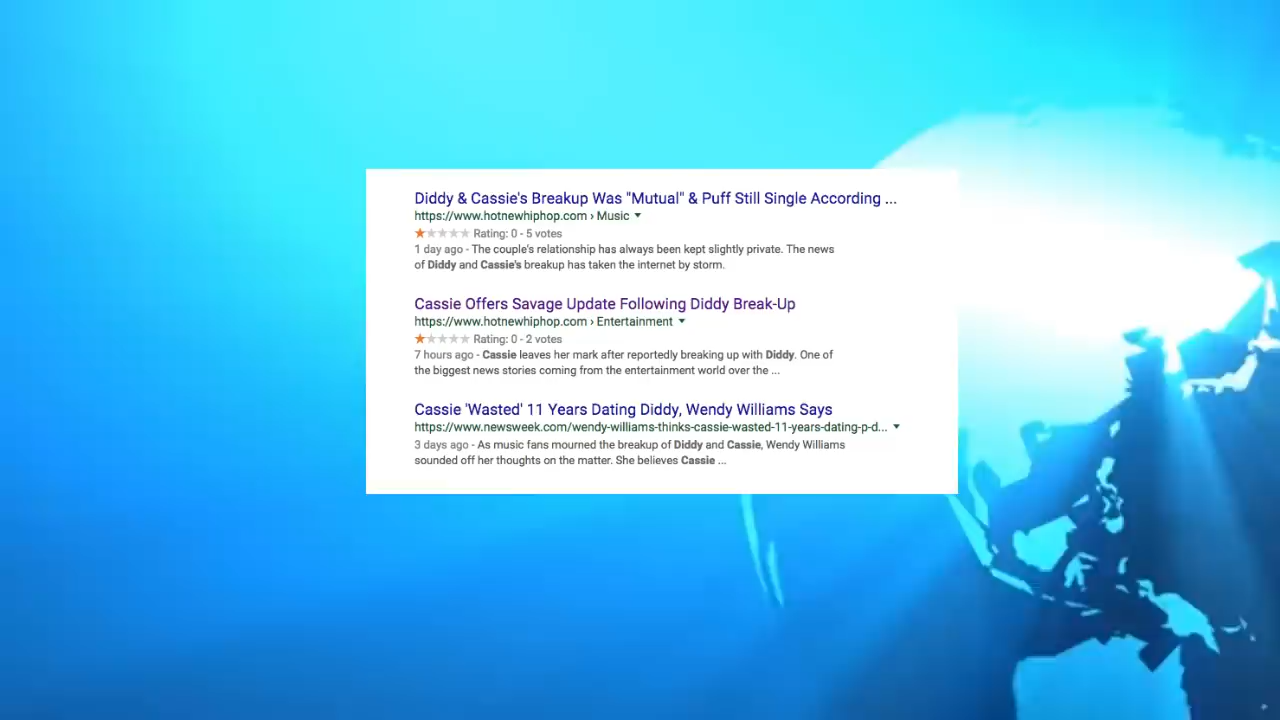 Diddy & Cassie's Breakup Was "Mutual" & Puff Still Single According ...
https://www.hotnewhiphop.com › Music
Rating: 0 - 5 votes
1 day ago - The couple's relationship has always been kept slightly private. The news
of Diddy and Cassie's breakup has taken the internet by storm.
Cassie Offers Savage Update Following Diddy Break-Up
https://www.hotnewhiphop.com › Entertainment
Rating: 0 - 2 votes
7 hours ago - Cassie leaves her mark after reportedly breaking up with Diddy. One of
the biggest news stories coming from the entertainment world over the ...
Cassie 'Wasted' 11 Years Dating Diddy, Wendy Williams Says
https://www.newsweek.com/wendy-williams-thinks-cassie-wasted-11-years-dating-p-d...
3 days ago - As music fans mourned the breakup of Diddy and Cassie, Wendy Williams
sounded off her thoughts on the matter. She believes Cassie ...